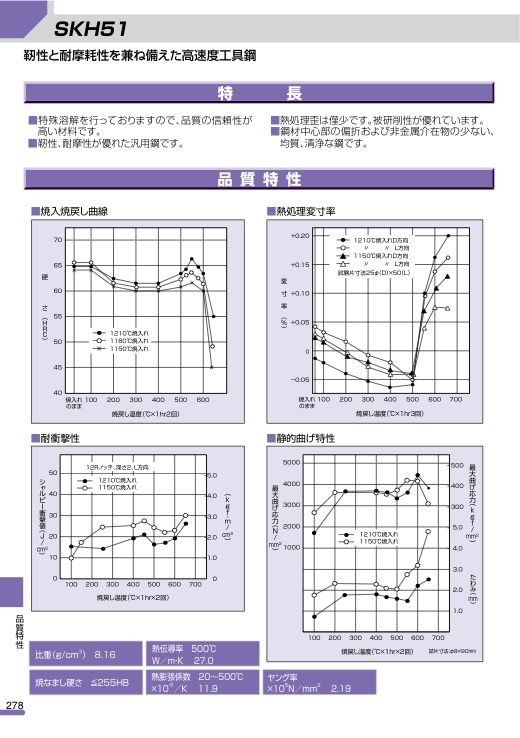 SKH51
靭性と耐摩耗性を兼ね備えた高速度工具鋼
特　長
■特殊溶解を行っておりますので、品質の信頼性が
高い材料です。
■靭性、耐摩性が優れた汎用鋼です。
■熱処理歪は僅少です。被研削性が優れています。
■鋼材中心部の偏折および非金属介在物の少ない、
均質、清浄な鋼です。
品質特性
■焼入焼戻し曲線
70
65
60
55
50
45
40
硬さ（HRC）
1210℃焼入れ
1180℃焼入れ
1150℃焼入れ
焼入れのまま 100 200 300 400 500 600
焼戻し温度（℃×1hr2回）
■熱処理変寸率
+0.20
+0.15
+0.10
+0.05
0
−0.05
変寸率（%）
1210℃焼入れD方向
〃　〃 L方向
1150℃焼入れD方向
〃　〃 L方向
試験片寸法25φ(D)×50(L)
焼入れのまま 100 200 300 400 500 600 700
焼戻し温度（℃×1hr3回）
■耐衝撃性
12Rノッチ、深さ2、L方向
1210℃焼入れ
1150℃焼入れ
50
40
30
20
10
0
シャルピー衝撃値（J／cm²）
5.0
4.0
3.0
2.0
1.0
0
（kgf·m／cm²）
100 200 300 400 500 600 700
焼戻し温度（℃×1hr×2回）
■静的曲げ特性
5000
4000
3000
2000
1000
最大曲げ応力（N／mm²）
500
400
300
5.0
4.0
3.0
2.0
1.0
最大曲げ応力（kgf／mm²）
たわみ（mm）
1210℃焼入れ
1150℃焼入れ
100 200 300 400 500 600 700
焼戻し温度（℃×1hr×2回）
試片寸法:φ8×90mm
品質特性
比重（g/cm³） 8.16
熱伝導率 500℃
W／m·K 27.0
焼なまし硬さ ≦255HB
熱膨張係数 20〜500℃
×10⁻⁶／K 11.9
ヤング率
×10⁵N／mm² 2.19
278